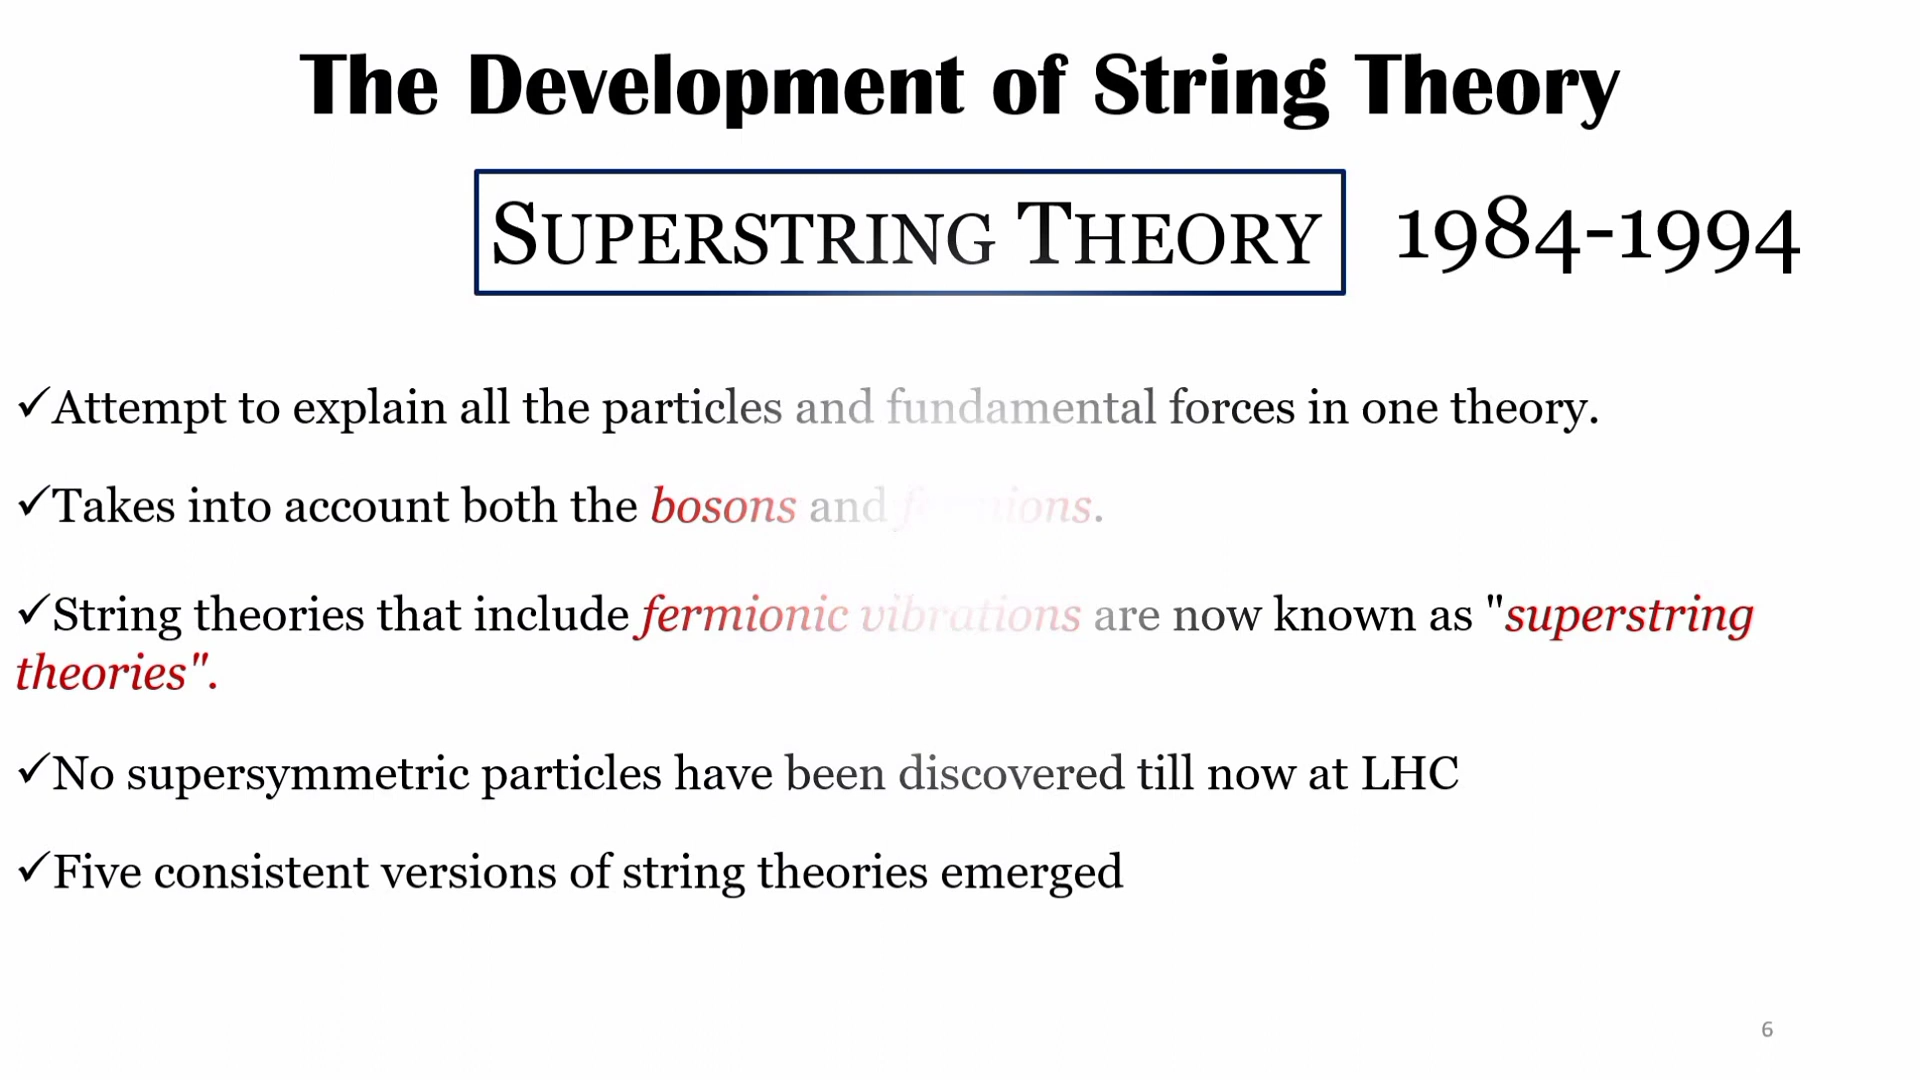 The Development of String Theory
SUPERSTRING THEORY 1984-1994
✓Attempt to explain all the particles and fundamental forces in one theory.
✓Takes into account both the bosons and fermions.
✓String theories that include fermionic vibrations are now known as "superstring
theories".
✓No supersymmetric particles have been discovered till now at LHC
✓Five consistent versions of string theories emerged
6